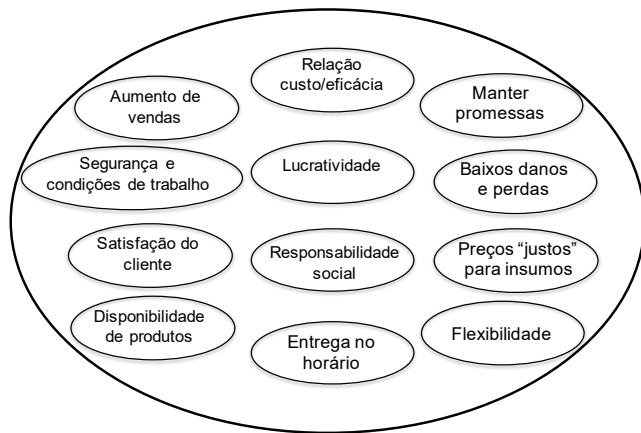 Relação
custo/eficácia
Aumento de
vendas
Manter
promessas
Segurança e
condições de trabalho
Lucratividade
Baixos danos
e perdas
Satisfação do
cliente
Responsabilidade
social
Preços “justos”
para insumos
Disponibilidade
de produtos
Entrega no
horário
Flexibilidade